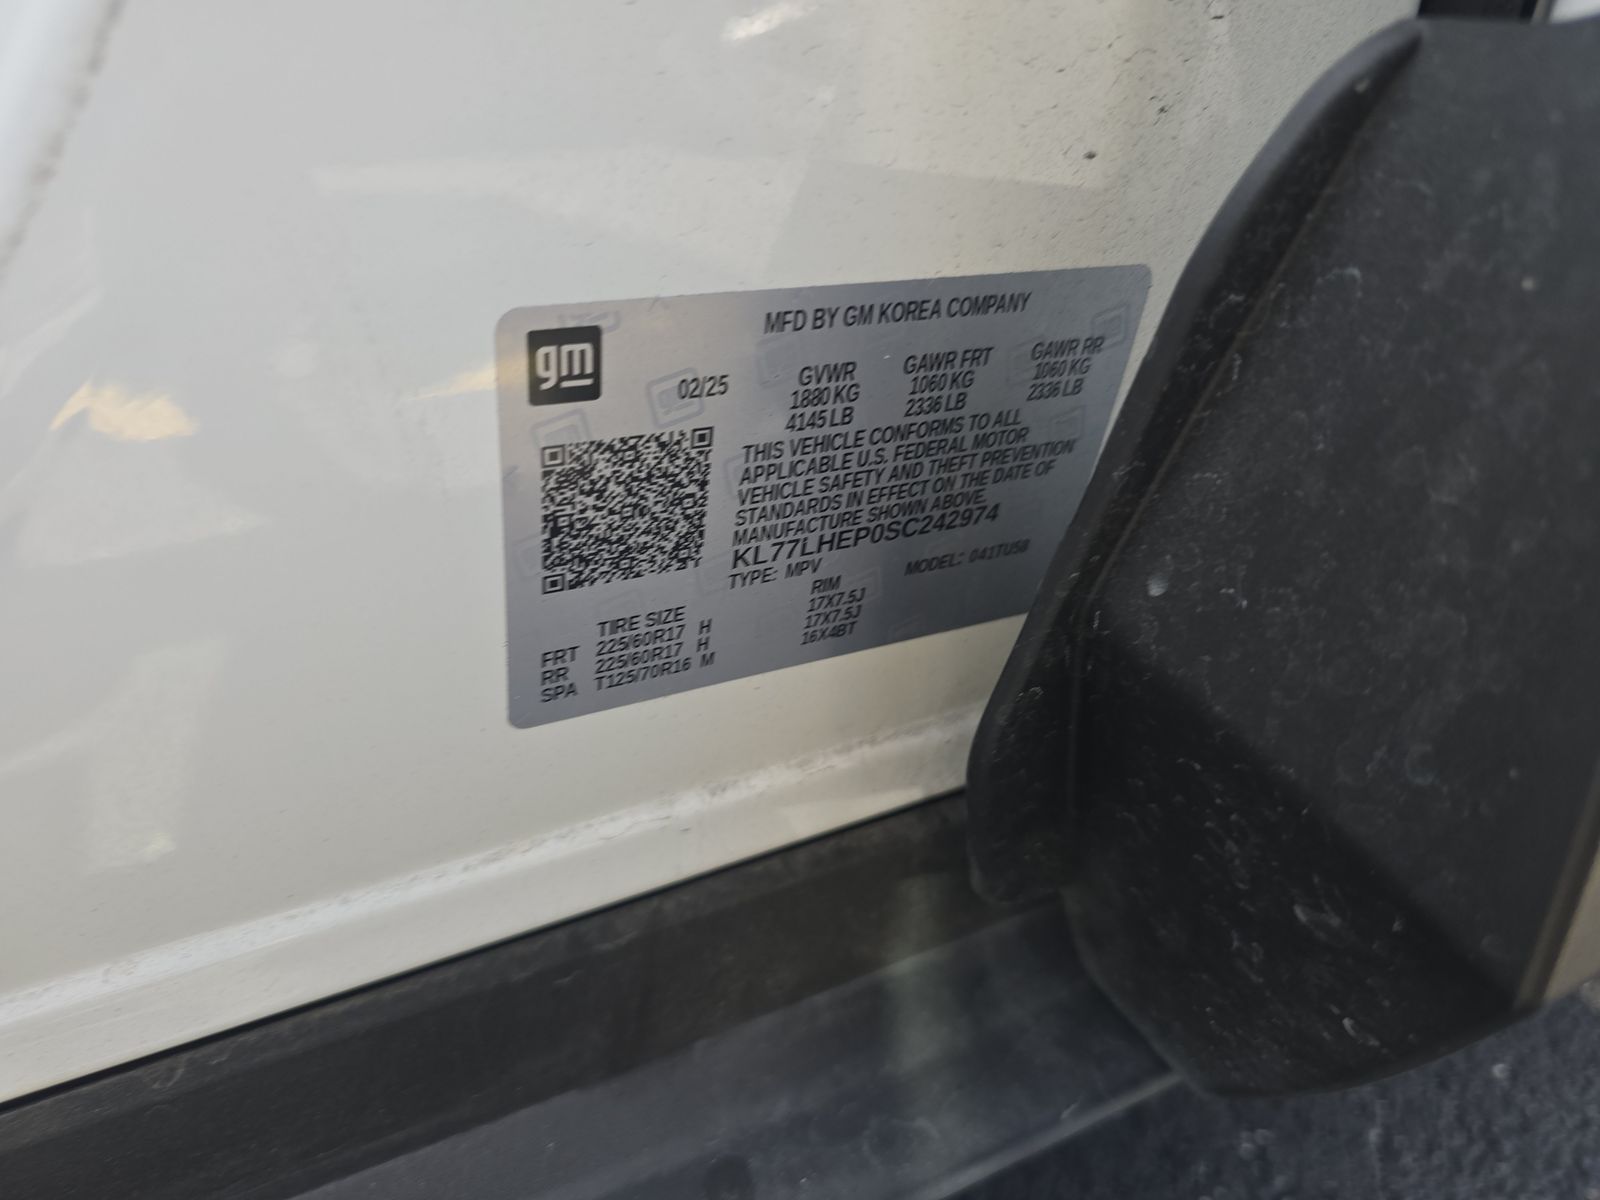 gm
MFD BY GM KOREA COMPANY
02/25
GVWR GAWR FRT GAWR RR
1880 KG 1060 KG 1060 KG
4145 LB 2336 LB 2336 LB
THIS VEHICLE CONFORMS TO ALL
APPLICABLE U.S. FEDERAL MOTOR
VEHICLE SAFETY AND THEFT PREVENTION
STANDARDS IN EFFECT ON THE DATE OF
MANUFACTURE SHOWN ABOVE.
KL77LHEP0SC242974
TYPE: MPV MODEL: 041TU58
TIRE SIZE RIM
FRT 225/60R17 H 17X7.5J
RR 225/60R17 H 17X7.5J
SPA T125/70R16 M 16X4BT